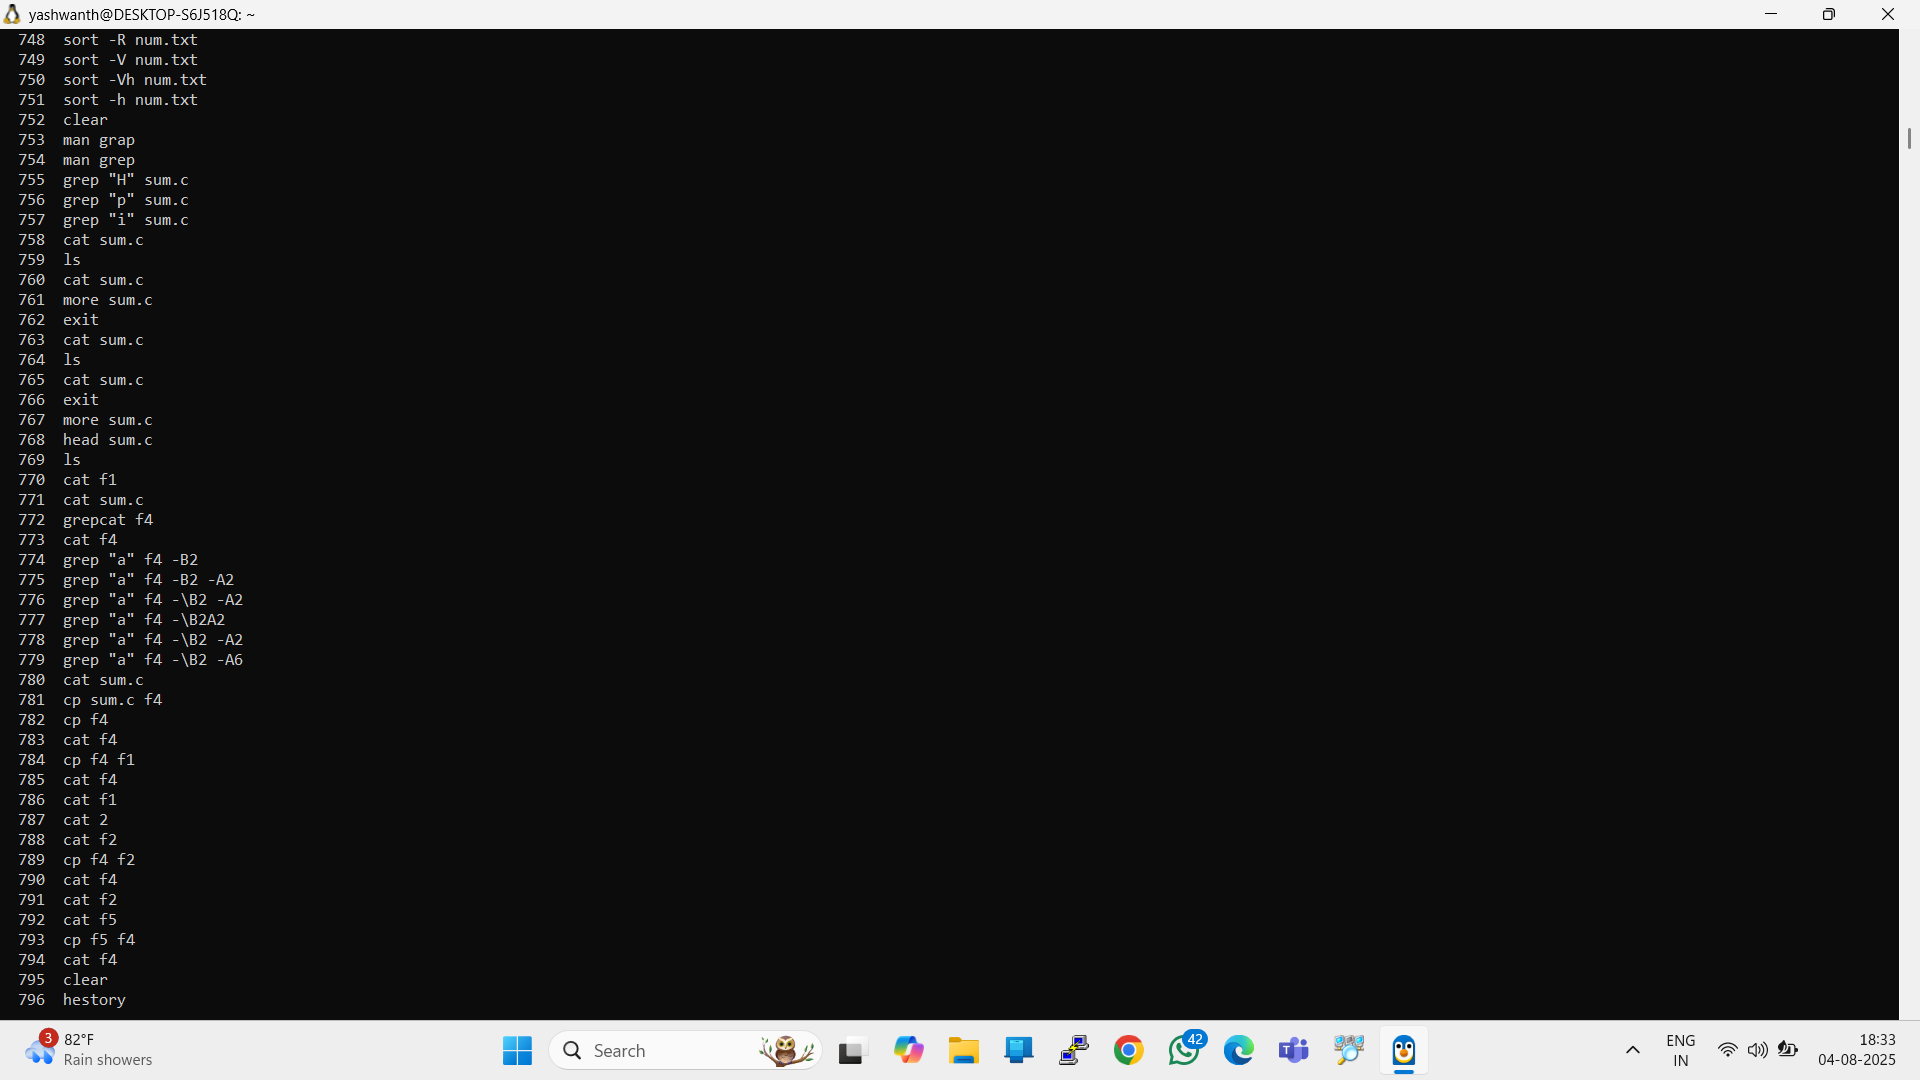 yashwanth@DESKTOP-S6J518Q: ~
748 sort -R num.txt
749 sort -V num.txt
750 sort -Vh num.txt
751 sort -h num.txt
752 clear
753 man grap
754 man grep
755 grep "H" sum.c
756 grep "p" sum.c
757 grep "i" sum.c
758 cat sum.c
759 ls
760 cat sum.c
761 more sum.c
762 exit
763 cat sum.c
764 ls
765 cat sum.c
766 exit
767 more sum.c
768 head sum.c
769 ls
770 cat f1
771 cat sum.c
772 grepcat f4
773 cat f4
774 grep "a" f4 -B2
775 grep "a" f4 -B2 -A2
776 grep "a" f4 -\B2 -A2
777 grep "a" f4 -\B2A2
778 grep "a" f4 -\B2 -A2
779 grep "a" f4 -\B2 -A6
780 cat sum.c
781 cp sum.c f4
782 cp f4
783 cat f4
784 cp f4 f1
785 cat f4
786 cat f1
787 cat 2
788 cat f2
789 cp f4 f2
790 cat f4
791 cat f2
792 cat f5
793 cp f5 f4
794 cat f4
795 clear
796 hestory
3
82°F
Rain showers
Search
42
ENG
IN
18:33
04-08-2025